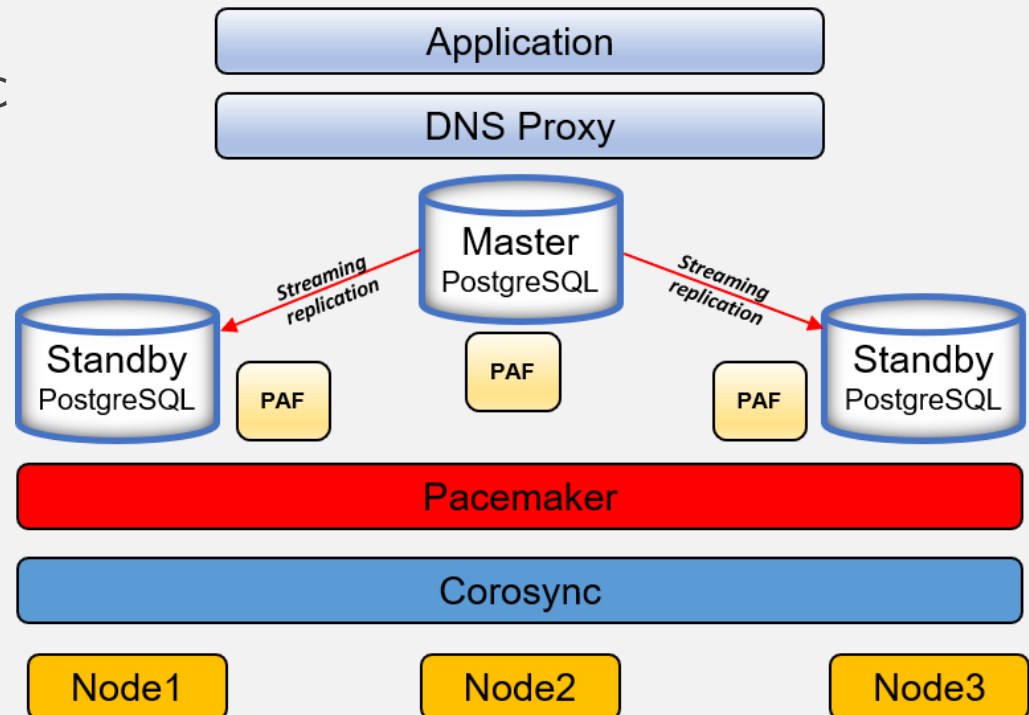 Application
c
DNS Proxy
Master
PostgreSQL
Streaming
replication
Streaming
replication
Standby
PostgreSQL
PAF
PAF
PAF
Standby
PostgreSQL
Pacemaker
Corosync
Node1
Node2
Node3